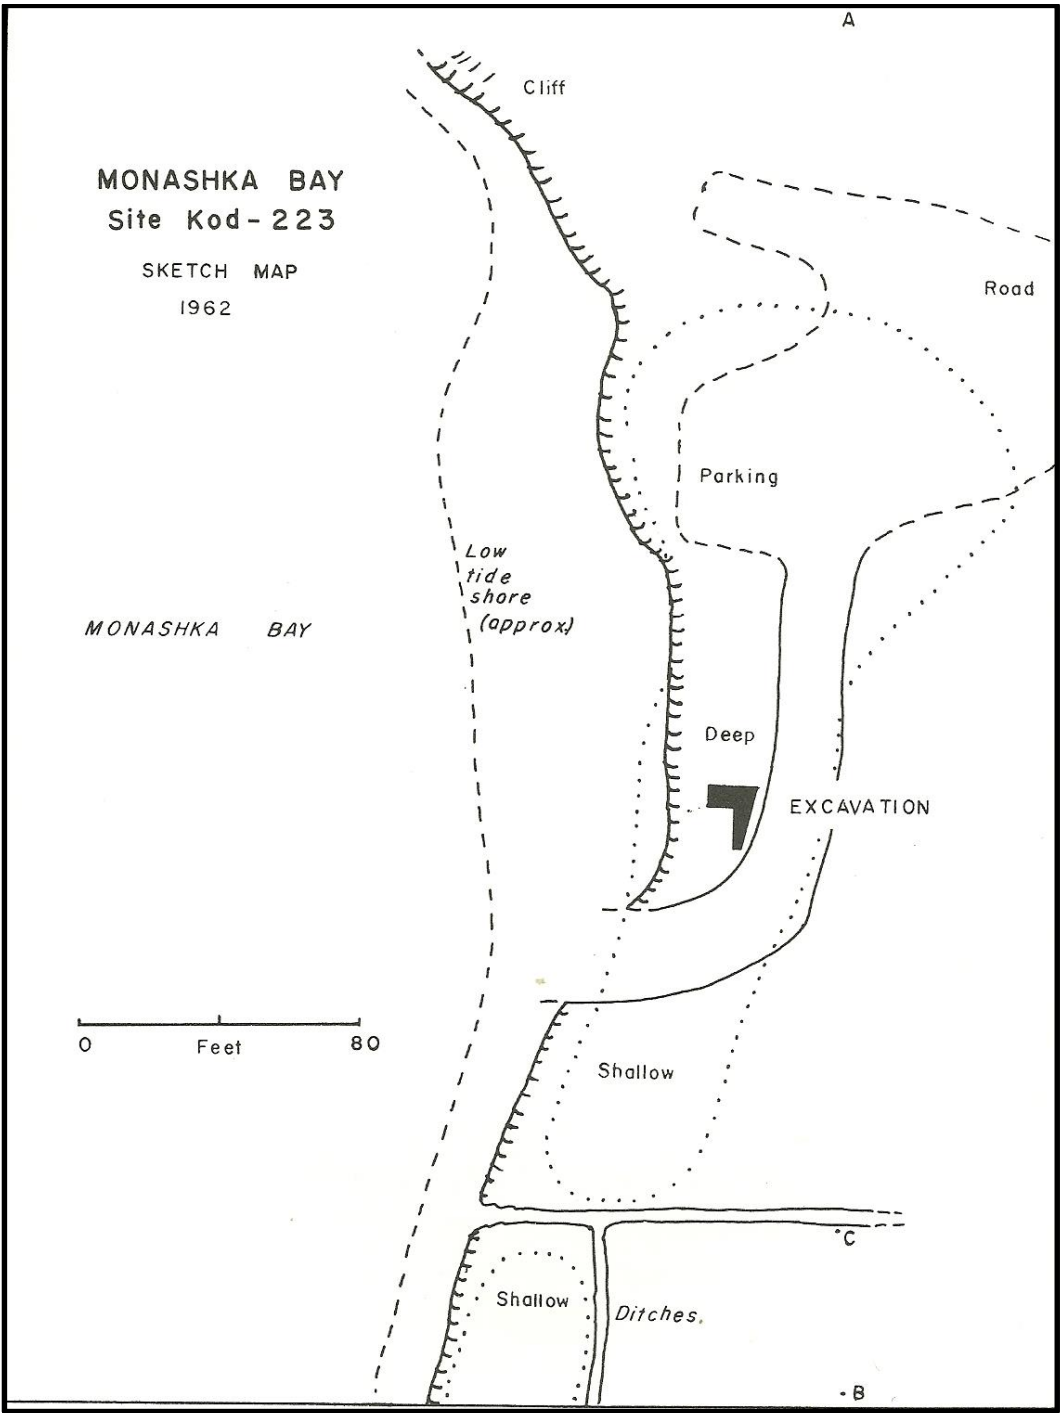 A
Cliff
MONASHKA BAY
Site Kod-223
SKETCH MAP
1962
Road
Parking
Low
tide
shore
(approx.)
MONASHKA BAY
Deep
EXCAVATION
0 Feet 80
Shallow
C
Shallow
Ditches.
B